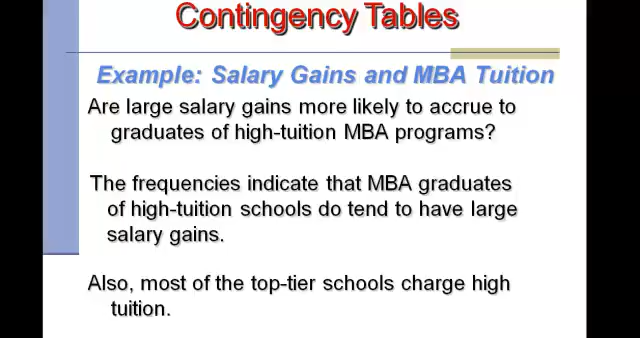 Contingency Tables
Example: Salary Gains and MBA Tuition
Are large salary gains more likely to accrue to
graduates of high-tuition MBA programs?
The frequencies indicate that MBA graduates
of high-tuition schools do tend to have large
salary gains.
Also, most of the top-tier schools charge high
tuition.